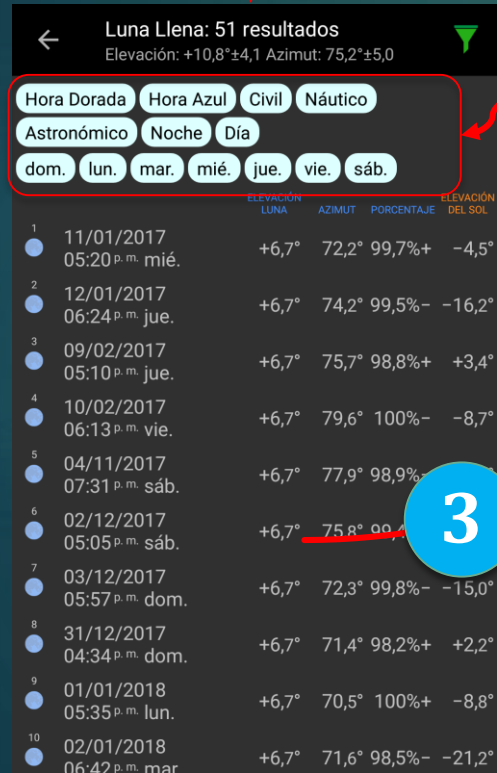 Luna Llena: 51 resultados
Elevación: +10,8°±4,1 Azimut: 75,2°±5,0
Hora Dorada Hora Azul Civil Náutico
Astronómico Noche Día
dom. lun. mar. mié. jue. vie. sáb.
ELEVACIÓN LUNA AZIMUT PORCENTAJE ELEVACIÓN DEL SOL
1 11/01/2017
05:20 p. m. mié. +6,7° 72,2° 99,7%+ −4,5°
2 12/01/2017
06:24 p. m. jue. +6,7° 74,2° 99,5%− −16,2°
3 09/02/2017
05:10 p. m. jue. +6,7° 75,7° 98,8%+ +3,4°
4 10/02/2017
06:13 p. m. vie. +6,7° 79,6° 100%− −8,7°
5 04/11/2017
07:31 p. m. sáb. +6,7° 77,9° 98,9%
6 02/12/2017
05:05 p. m. sáb. +6,7° 75,8°
3
7 03/12/2017
05:57 p. m. dom. +6,7° 72,3° 99,8%− −15,0°
8 31/12/2017
04:34 p. m. dom. +6,7° 71,4° 98,2%+ +2,2°
9 01/01/2018
05:35 p. m. lun. +6,7° 70,5° 100%+ −8,8°
10 02/01/2018
06:42 p. m. mar +6,7° 71,6° 98,5%− −21,2°